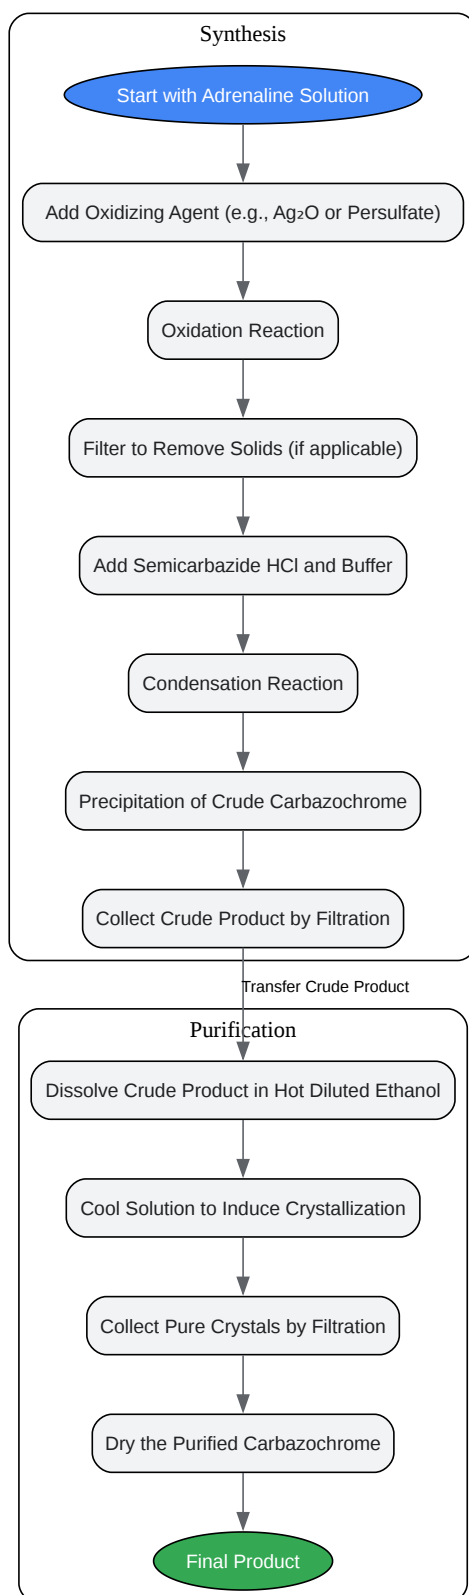 Synthesis
Start with Adrenaline Solution
Add Oxidizing Agent (e.g., Ag₂O or Persulfate)
Oxidation Reaction
Filter to Remove Solids (if applicable)
Add Semicarbazide HCl and Buffer
Condensation Reaction
Precipitation of Crude Carbazochrome
Collect Crude Product by Filtration
Transfer Crude Product
Purification
Dissolve Crude Product in Hot Diluted Ethanol
Cool Solution to Induce Crystallization
Collect Pure Crystals by Filtration
Dry the Purified Carbazochrome
Final Product